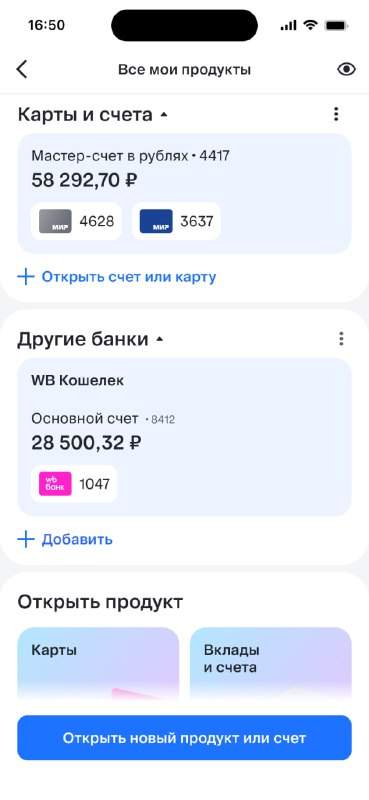 16:50
Все мои продукты
Карты и счета
Мастер-счет в рублях • 4417
58 292,70 ₽
МИР 4628 МИР 3637
+ Открыть счет или карту
Другие банки
WB Кошелек
Основной счет • 8412
28 500,32 ₽
wb банк 1047
+ Добавить
Открыть продукт
Карты
Вклады
и счета
Открыть новый продукт или счет